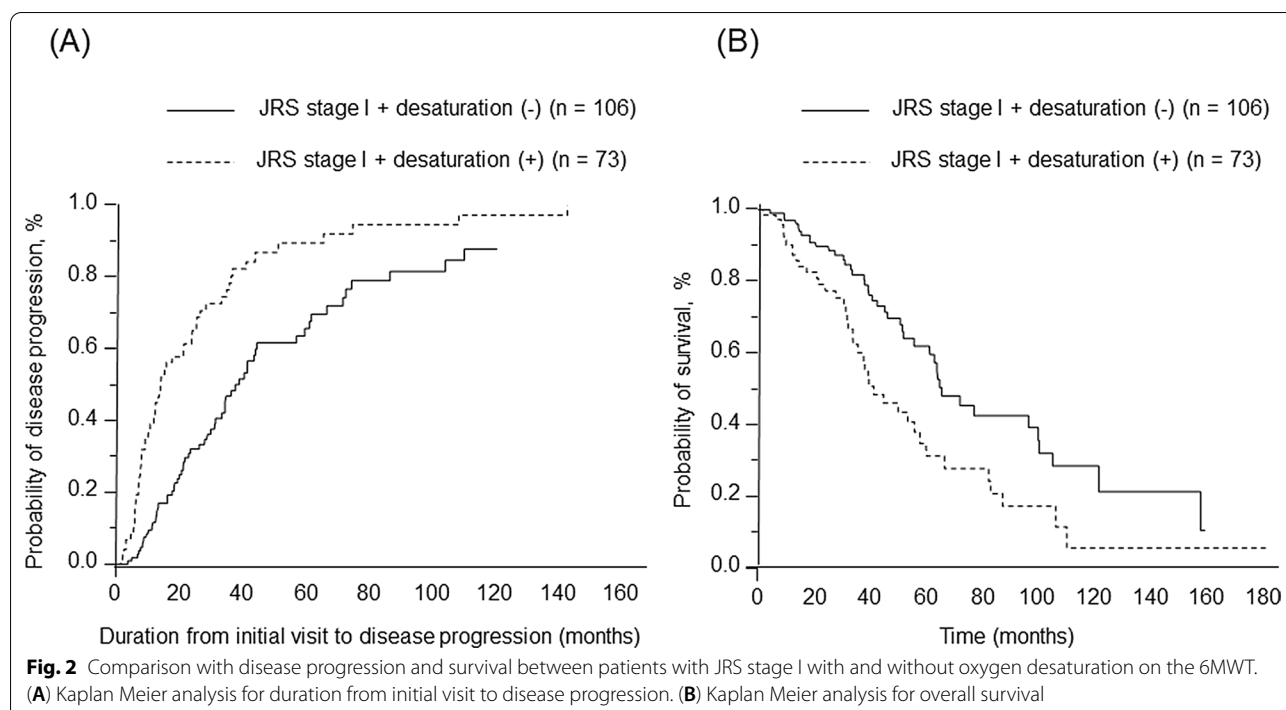 (A)
JRS stage I + desaturation (-) (n = 106)
JRS stage I + desaturation (+) (n = 73)
Probability of disease progression, %
1.0
0.8
0.6
0.4
0.2
0.0
0 20 40 60 80 100 120 140 160
Duration from initial visit to disease progression (months)
(B)
JRS stage I + desaturation (-) (n = 106)
JRS stage I + desaturation (+) (n = 73)
Probability of survival, %
1.0
0.8
0.6
0.4
0.2
0.0
0 20 40 60 80 100 120 140 160 180
Time (months)
Fig. 2 Comparison with disease progression and survival between patients with JRS stage I with and without oxygen desaturation on the 6MWT.
(A) Kaplan Meier analysis for duration from initial visit to disease progression. (B) Kaplan Meier analysis for overall survival